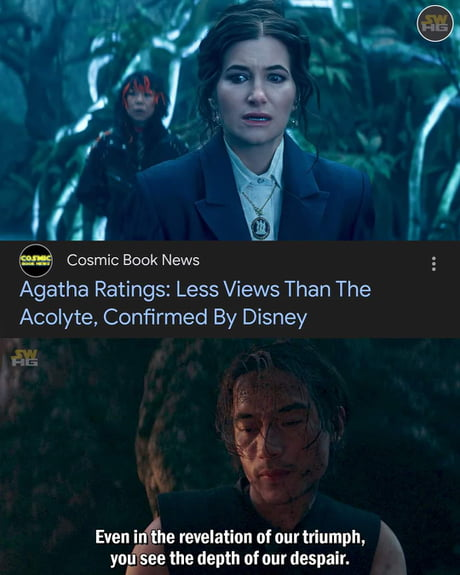 SW
HG
COSMIC
BOOK NEWS
Cosmic Book News
Agatha Ratings: Less Views Than The
Acolyte, Confirmed By Disney
SW
HG
Even in the revelation of our triumph,
you see the depth of our despair.